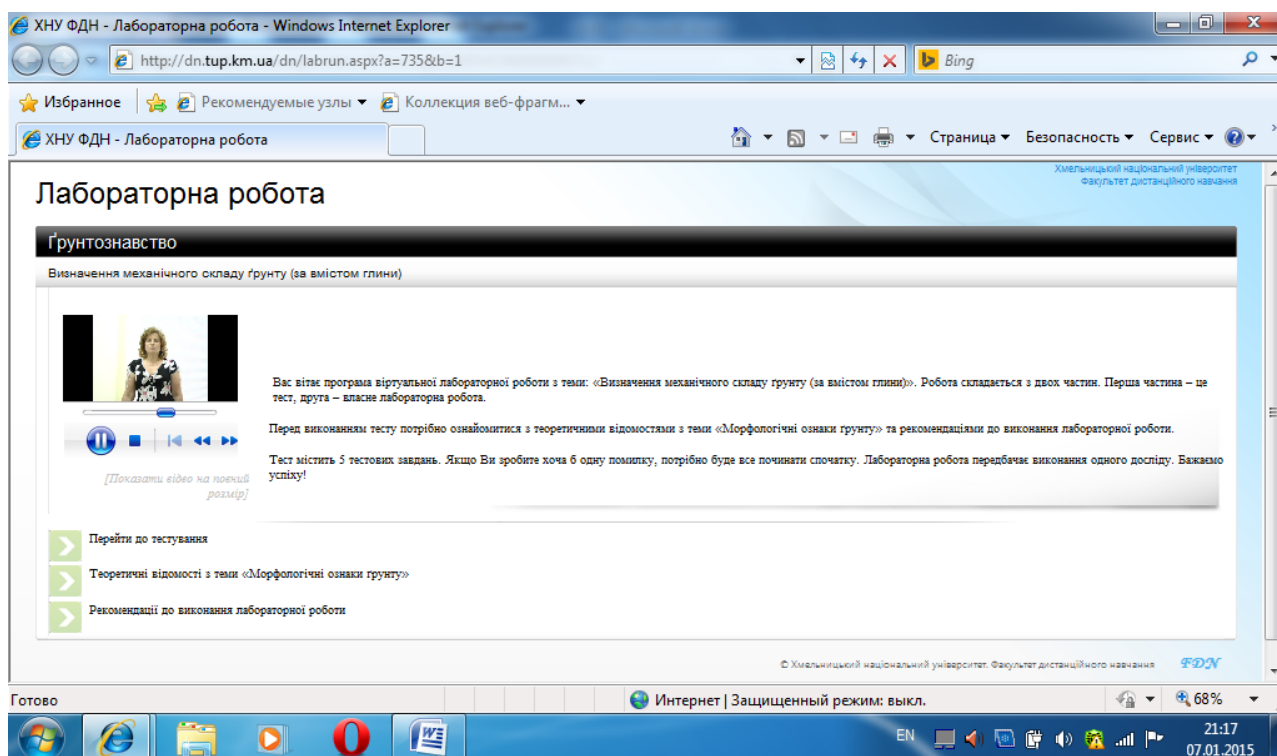 ХНУ ФДН - Лабораторна робота - Windows Internet Explorer
http://dn.tup.km.ua/dn/labrun.aspx?a=735&b=1
Bing
Избранное
Рекомендуемые узлы
Коллекция веб-фрагм...
ХНУ ФДН - Лабораторна робота
Страница
Безопасность
Сервис
Хмельницький національний університет
Факультет дистанційного навчання
Лабораторна робота
Ґрунтознавство
Визначення механічного складу ґрунту (за вмістом глини)
Вас вітає програма віртуальної лабораторної роботи з теми: «Визначення механічного складу ґрунту (за вмістом глини)». Робота складається з двох частин. Перша частина – це
тест, друга – власне лабораторна робота.
Перед виконанням тесту потрібно ознайомитися з теоретичними відомостями з теми «Морфологічні ознаки ґрунту» та рекомендаціями до виконання лабораторної роботи.
Тест містить 5 тестових завдань. Якщо Ви зробите хоча б одну помилку, потрібно буде все починати спочатку. Лабораторна робота передбачає виконання одного досліду. Бажаємо
успіху!
[Показати відео на повний
розмір]
Перейти до тестування
Теоретичні відомості з теми «Морфологічні ознаки ґрунту»
Рекомендації до виконання лабораторної роботи
© Хмельницький національний університет. Факультет дистанційного навчання
FDN
Готово
Интернет | Защищенный режим: выкл.
68%
EN
21:17
07.01.2015